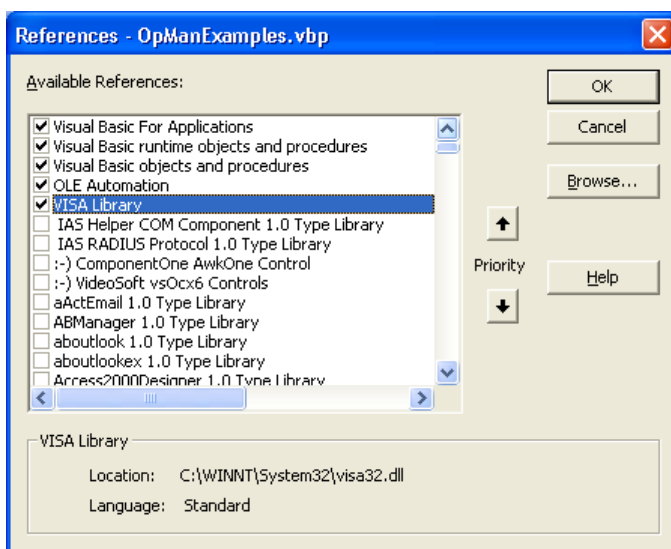 References - OpManExamples.vbp
Available References:
OK
Cancel
Browse...
Priority
Help
Visual Basic For Applications
Visual Basic runtime objects and procedures
Visual Basic objects and procedures
OLE Automation
VISA Library
IAS Helper COM Component 1.0 Type Library
IAS RADIUS Protocol 1.0 Type Library
:-) ComponentOne AwkOne Control
:-) VideoSoft vsOcx6 Controls
aActEmail 1.0 Type Library
ABManager 1.0 Type Library
aboutlook 1.0 Type Library
aboutlookex 1.0 Type Library
Access2000Designer 1.0 Type Library
VISA Library
Location: C:\WINNT\System32\visa32.dll
Language: Standard